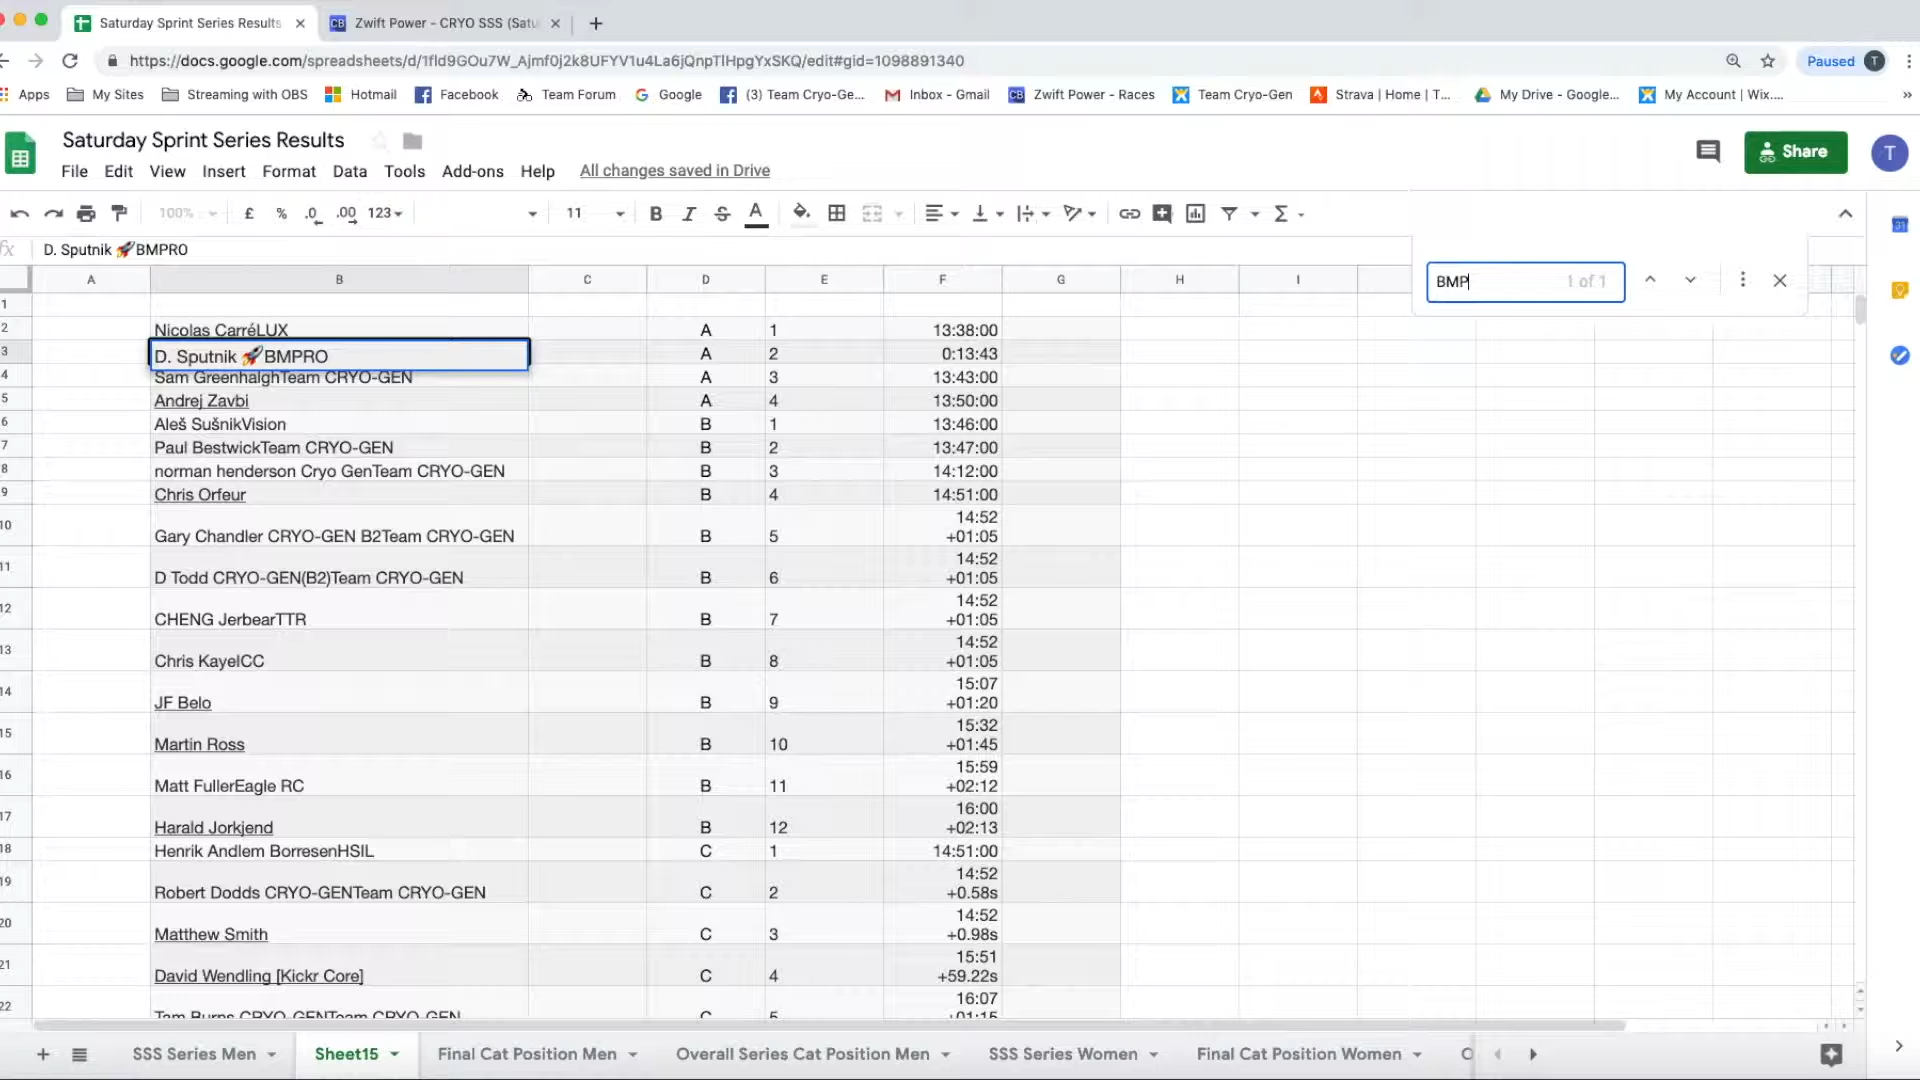 Saturday Sprint Series Results
Zwift Power - CRYO SSS (Satu
https://docs.google.com/spreadsheets/d/1fId9GOu7W_Ajmf0j2k8UFYV1u4La6jQnpTIHpgYxSKQ/edit#gid=1098891340
Paused T
Apps My Sites Streaming with OBS Hotmail Facebook Team Forum Google (3) Team Cryo-Ge... Inbox - Gmail Zwift Power - Races Team Cryo-Gen Strava | Home | T... My Drive - Google... My Account | Wix.... »
Saturday Sprint Series Results
Share T
File Edit View Insert Format Data Tools Add-ons Help All changes saved in Drive
100% £ % .0 .00 123 11 B I S A Σ
fx D. Sputnik 🚀BMPRO
BMP 1 of 1
A B C D E F G H I
1
2 Nicolas CarréLUX A 1 13:38:00
3 D. Sputnik 🚀BMPRO A 2 0:13:43
4 Sam GreenhalghTeam CRYO-GEN A 3 13:43:00
5 Andrej Zavbi A 4 13:50:00
6 Aleš SušnikVision B 1 13:46:00
7 Paul BestwickTeam CRYO-GEN B 2 13:47:00
8 norman henderson Cryo GenTeam CRYO-GEN B 3 14:12:00
9 Chris Orfeur B 4 14:51:00
14:52
10 Gary Chandler CRYO-GEN B2Team CRYO-GEN B 5 +01:05
14:52
11 D Todd CRYO-GEN(B2)Team CRYO-GEN B 6 +01:05
14:52
12 CHENG JerbearTTR B 7 +01:05
14:52
13 Chris KayeICC B 8 +01:05
15:07
14 JF Belo B 9 +01:20
15:32
15 Martin Ross B 10 +01:45
15:59
16 Matt FullerEagle RC B 11 +02:12
16:00
17 Harald Jorkjend B 12 +02:13
18 Henrik Andlem BorresenHSIL C 1 14:51:00
14:52
19 Robert Dodds CRYO-GENTeam CRYO-GEN C 2 +0.58s
14:52
20 Matthew Smith C 3 +0.98s
15:51
21 David Wendling [Kickr Core] C 4 +59.22s
16:07
22 Tam Burns CRYO-GENTeam CRYO-GEN C 5 +01:15
SSS Series Men Sheet15 Final Cat Position Men Overall Series Cat Position Men SSS Series Women Final Cat Position Women O